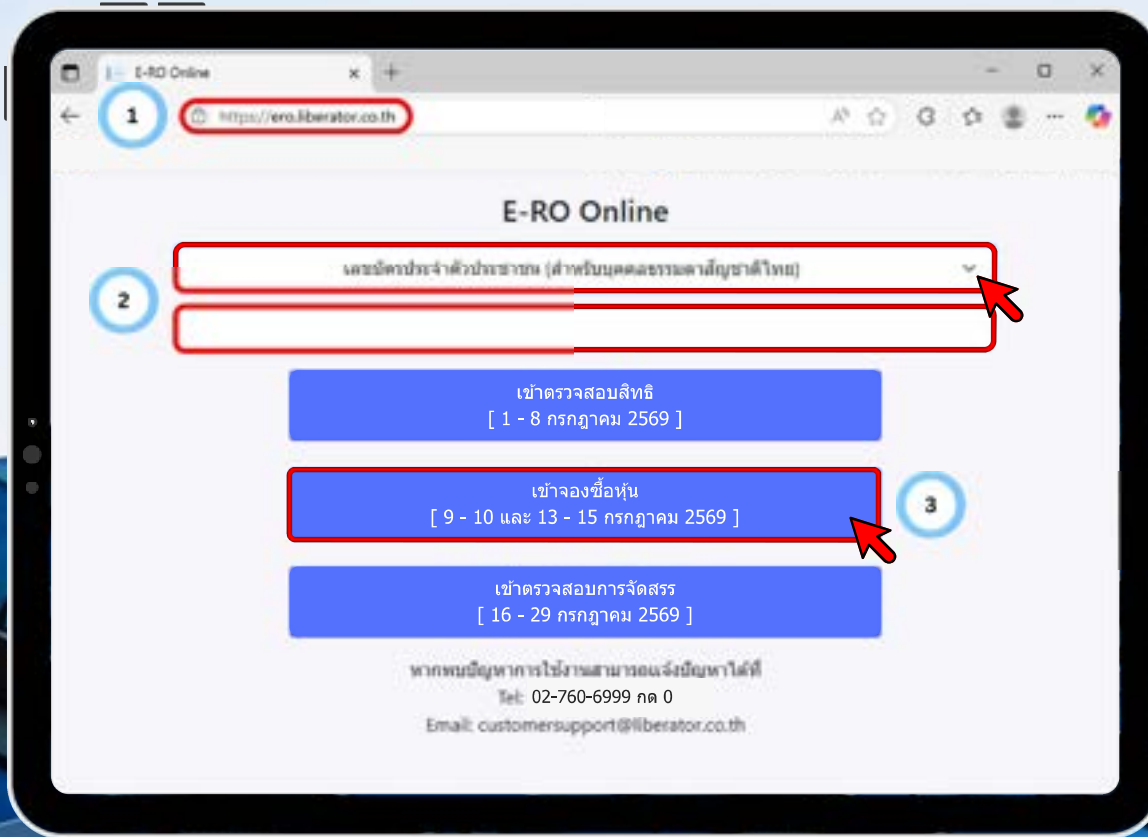 E-RO Online
1
https://ero.liberator.co.th
E-RO Online
เลขบัตรประจำตัวประชาชน (สำหรับบุคคลธรรมดาสัญชาติไทย)
2
เข้าตรวจสอบสิทธิ
[ 1 - 8 กรกฎาคม 2569 ]
เข้าจองซื้อหุ้น
[ 9 - 10 และ 13 - 15 กรกฎาคม 2569 ]
3
เข้าตรวจสอบการจัดสรร
[ 16 - 29 กรกฎาคม 2569 ]
หากพบปัญหาการใช้งานสามารถแจ้งปัญหาได้ที่
Tel: 02-760-6999 กด 0
Email: customersupport@liberator.co.th